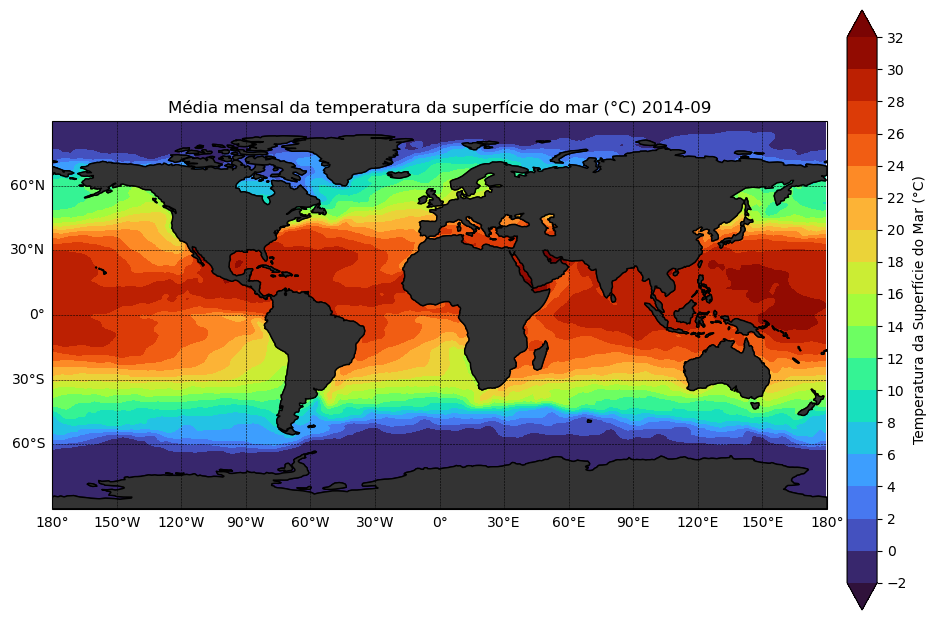 Média mensal da temperatura da superfície do mar (°C) 2014-09
60°N
30°N
0°
30°S
60°S
180° 150°W 120°W 90°W 60°W 30°W 0° 30°E 60°E 90°E 120°E 150°E 180°
32
30
28
26
24
22
20
18
16
14
12
10
8
6
4
2
0
−2
Temperatura da Superfície do Mar (°C)